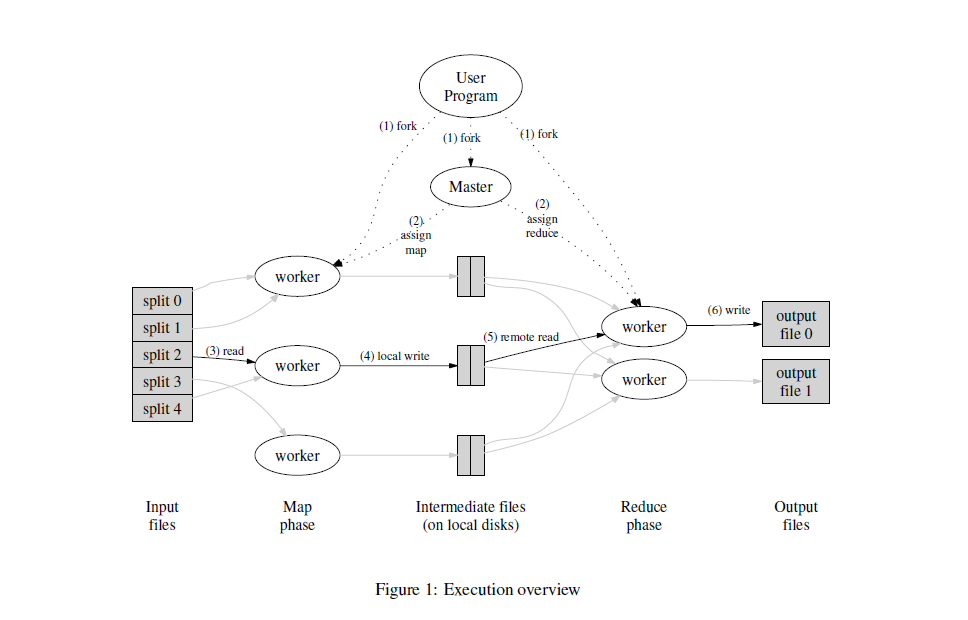 User
Program
(1) fork
(1) fork
(1) fork
Master
(2)
assign
map
(2)
assign
reduce
worker
split 0
split 1
split 2
split 3
split 4
(3) read
worker
(4) local write
worker
(5) remote read
worker
worker
(6) write
output
file 0
output
file 1
Input
files
Map
phase
Intermediate files
(on local disks)
Reduce
phase
Output
files
Figure 1: Execution overview